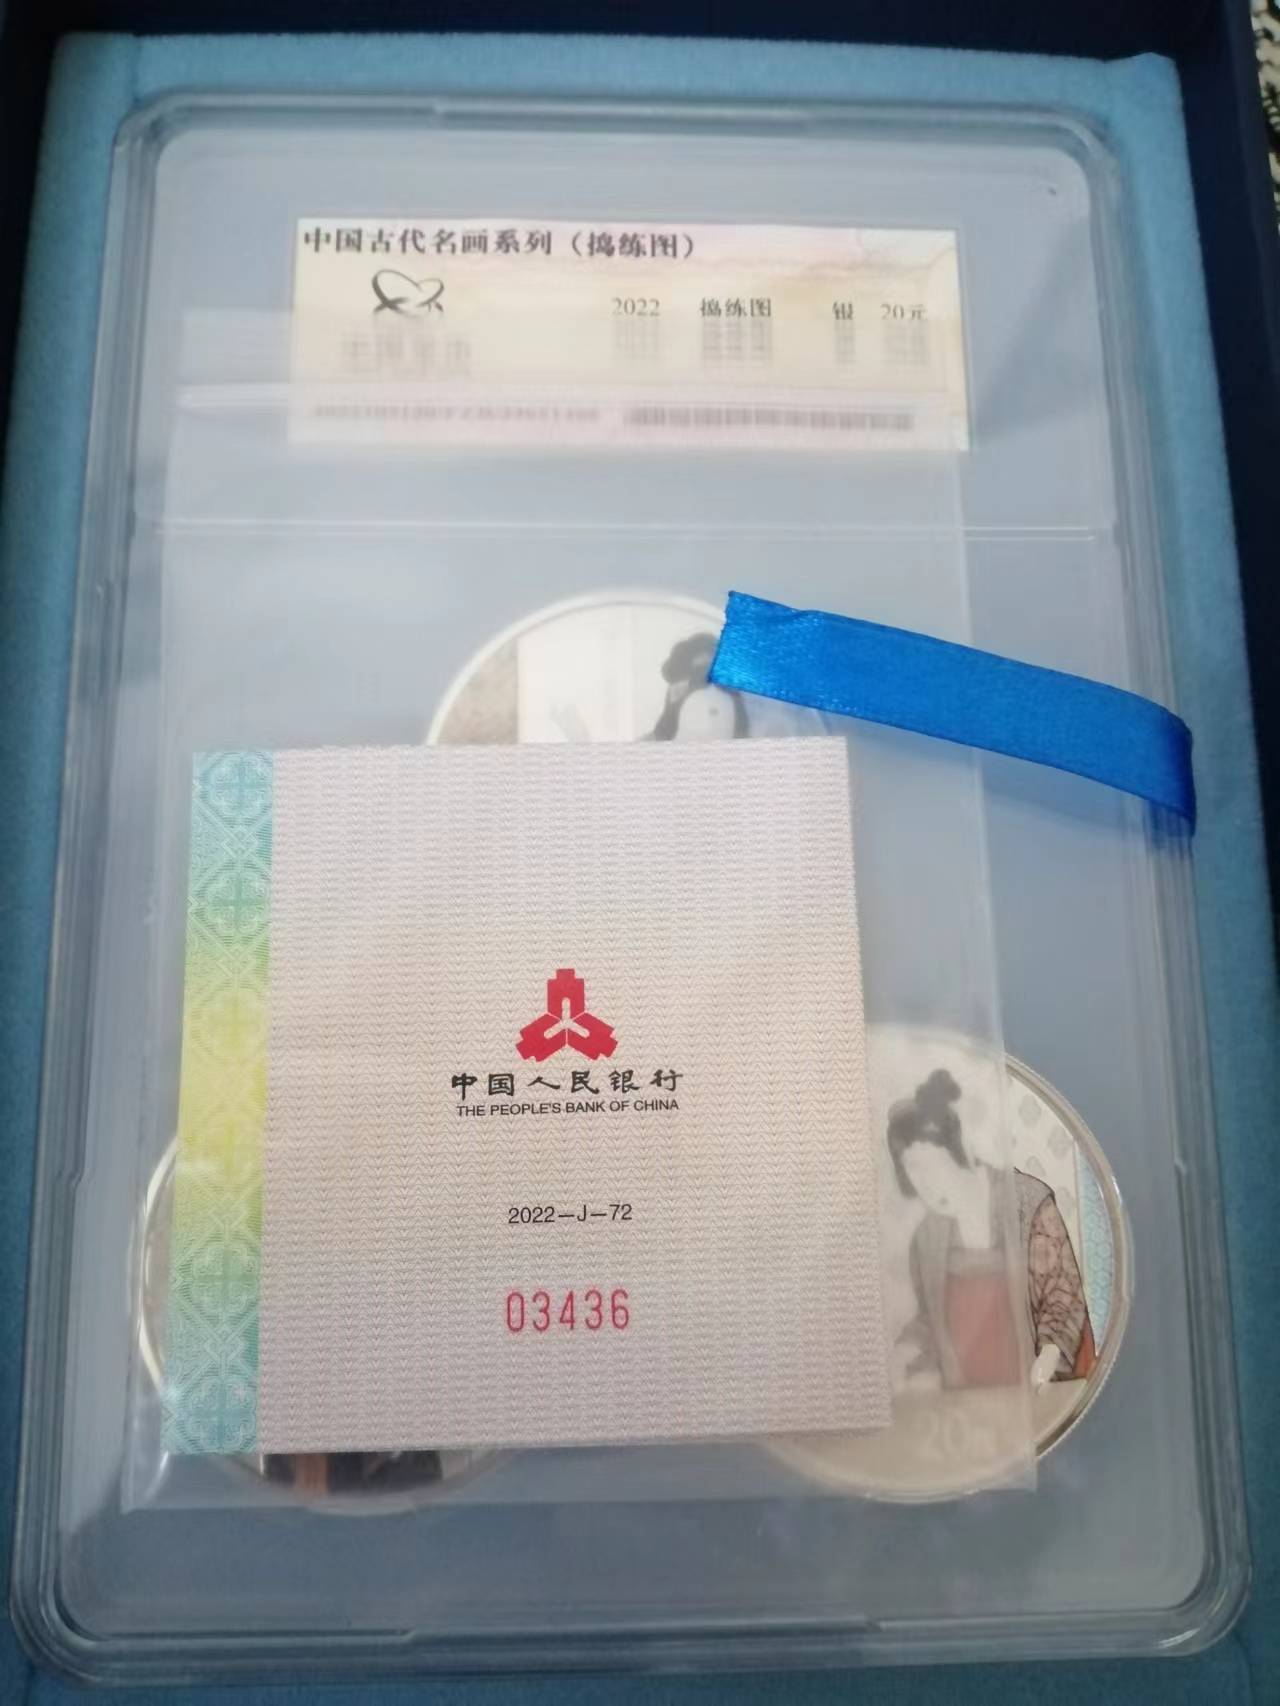 中国古代名画系列（捣练图）
2022 捣练图 银 20元
中国人民银行
THE PEOPLE'S BANK OF CHINA
2022－J－72
03436
20